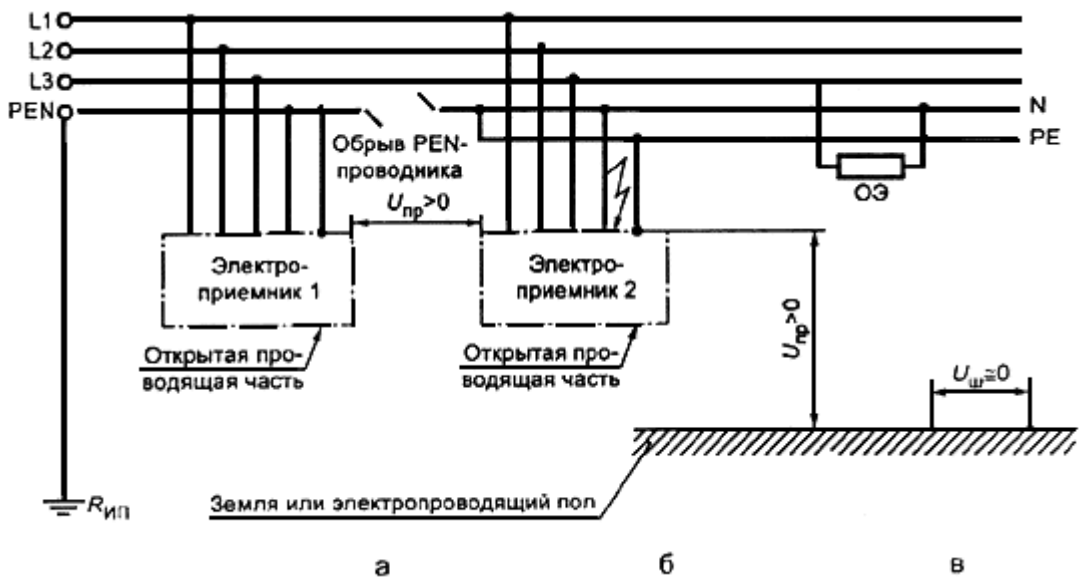 L1
L2
L3
PEN
N
PE
Обрыв PEN-
проводника
ОЭ
Uпр>0
Электро-
приемник 1
Электро-
приемник 2
Uпр>0
Открытая про-
водящая часть
Открытая про-
водящая часть
Uш≅0
Земля или электропроводящий пол
RИП
а
б
в